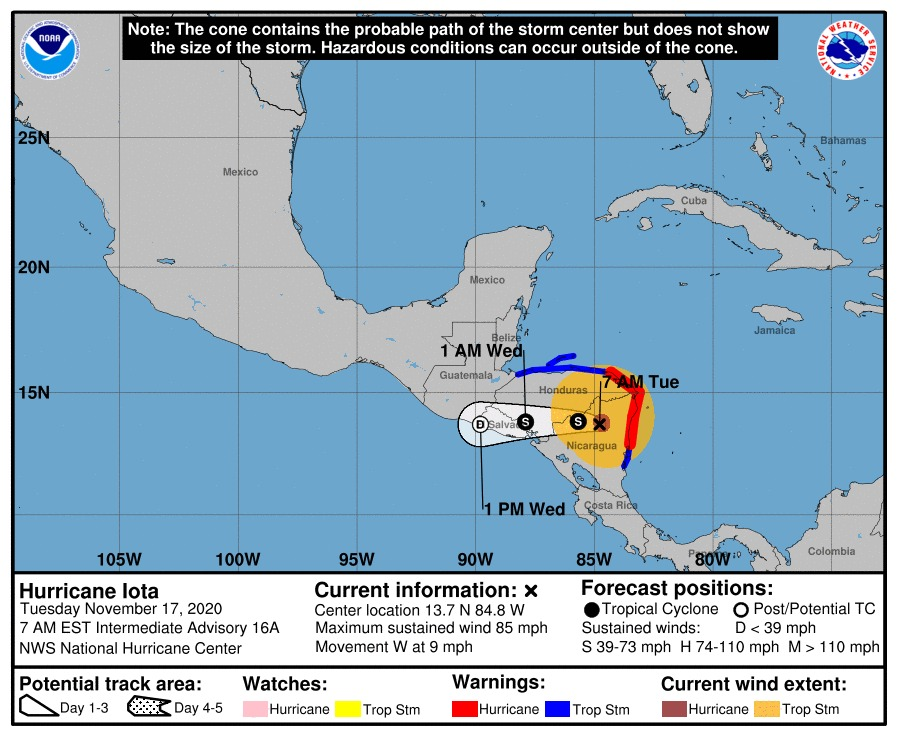 Note: The cone contains the probable path of the storm center but does not show
the size of the storm. Hazardous conditions can occur outside of the cone.
NOAA
NATIONAL WEATHER SERVICE
25N
Bahamas
Mexico
Cuba
20N
Mexico
Jamaica
Belize
1 AM Wed
Guatemala
7 AM Tue
15N
Honduras
S
S
D
Nicaragua
Costa Rica
1 PM Wed
Colombia
105W 100W 95W 90W 85W 80W
Hurricane Iota
Tuesday November 17, 2020
7 AM EST Intermediate Advisory 16A
NWS National Hurricane Center
Current information: x
Center location 13.7 N 84.8 W
Maximum sustained wind 85 mph
Movement W at 9 mph
Forecast positions:
Tropical Cyclone Post/Potential TC
Sustained winds: D < 39 mph
S 39-73 mph H 74-110 mph M > 110 mph
Potential track area:
Day 1-3 Day 4-5
Watches:
Hurricane Trop Stm
Warnings:
Hurricane Trop Stm
Current wind extent:
Hurricane Trop Stm